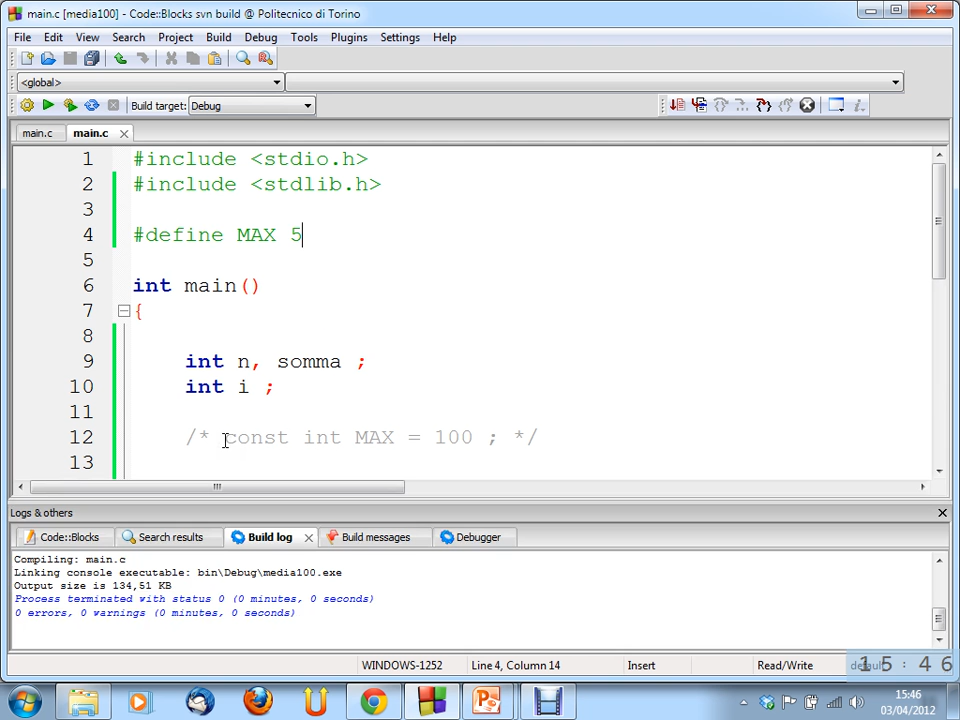 main.c [media100] - Code::Blocks svn build @ Politecnico di Torino
File Edit View Search Project Build Debug Tools Plugins Settings Help
<global>
Build target: Debug
main.c main.c
1 #include <stdio.h>
2 #include <stdlib.h>
3
4 #define MAX 5
5
6 int main()
7 {
8
9 int n, somma ;
10 int i ;
11
12 /* const int MAX = 100 ; */
13
Logs & others
Code::Blocks Search results Build log Build messages Debugger
Compiling: main.c
Linking console executable: bin\Debug\media100.exe
Output size is 134,51 KB
Process terminated with status 0 (0 minutes, 0 seconds)
0 errors, 0 warnings (0 minutes, 0 seconds)
WINDOWS-1252 Line 4, Column 14 Insert Read/Write default
15:46
15:46
03/04/2012